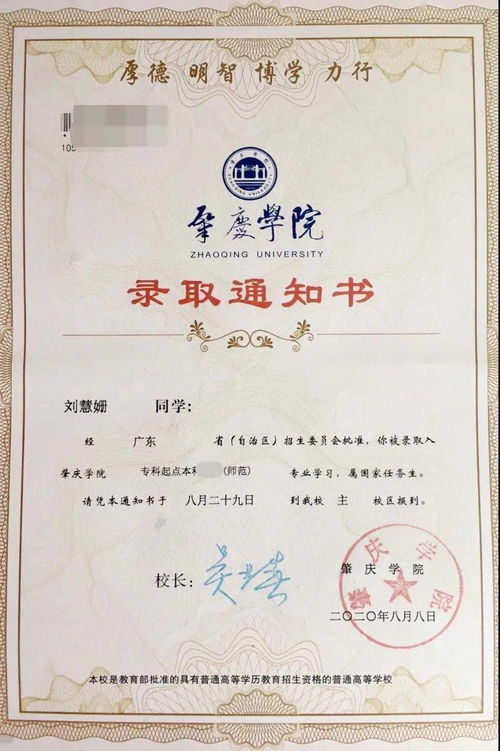 厚德 明智 博学 力行
105
肇慶學院
ZHAOQING UNIVERSITY
录取通知书
刘慧姗 同学:
经 广东 省(自治区)招生委员会批准,你被录取入
肇庆学院 专科起点本科 (师范) 专业学习,属国家任务生。
请凭本通知书于 八月二十九日 到我校 主 校区报到。
校长:
肇庆学院
二〇二〇年八月八日
肇庆学院
本校是教育部批准的具有普通高等学历教育招生资格的普通高等学校